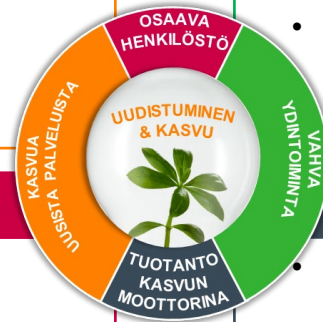 OSAAVA
HENKILÖSTÖ
UUDISTUMINEN
& KASVU
VAHVA
YDINTOIMINTA
KASVUA
UUSISTA PALVELUISTA
TUOTANTO
KASVUN
MOOTTORINA